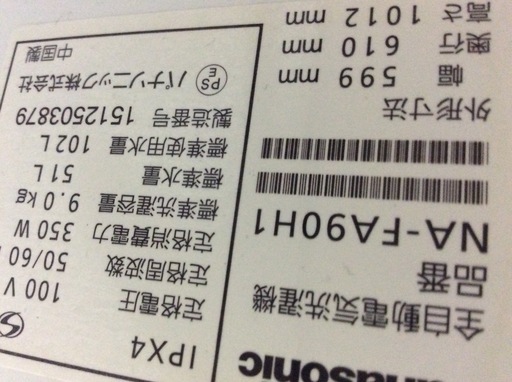 anasonic
全自動電気洗濯機
品番
NA-FA90H1
外形寸法
幅 599 mm
奥行 610 mm
高さ 1012 mm
IPX4
定格電圧 100 V
定格周波数 50/60
定格消費電力 350 W
標準洗濯容量 9.0 kg
標準水量 51 L
標準使用水量 102 L
製造番号 1512503879
PS
E
パナソニック株式会社
中国製